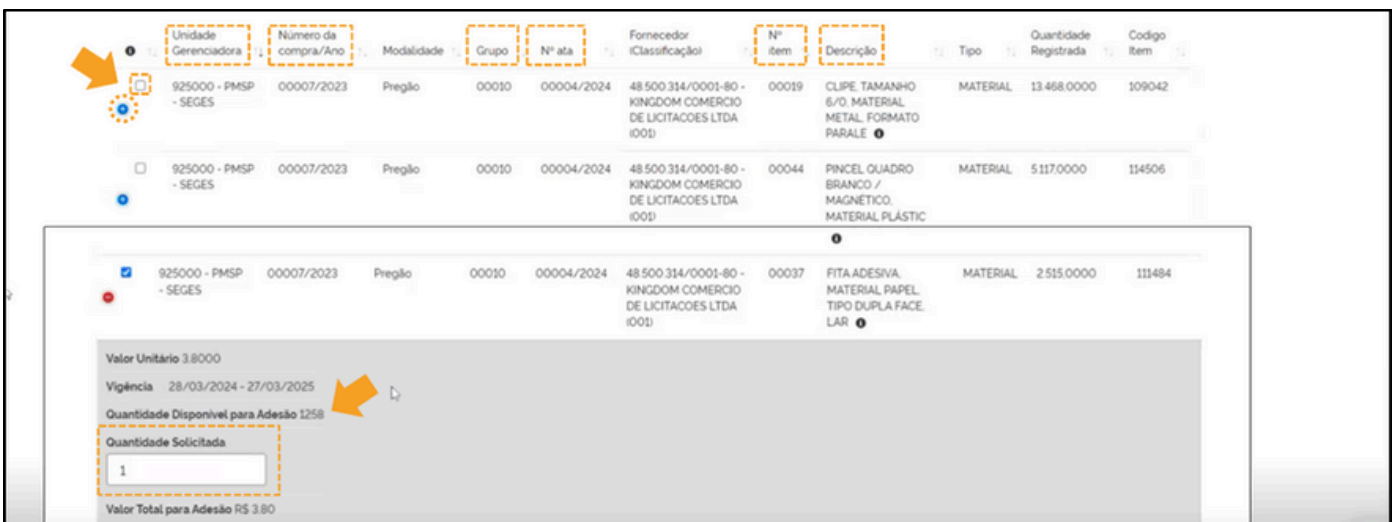 Unidade Gerenciadora Número da compra/Ano Modalidade Grupo Nº ata Fornecedor (Classificação) Nº item Descrição Tipo Quantidade Registrada Codigo Item
925000 - PMSP 00007/2023 Pregão 00010 00004/2024 48.500.314/0001-80 - 00019 CLIPE, TAMANHO MATERIAL 13.468,0000 109042
- SEGES KINGDOM COMERCIO 6/0, MATERIAL
DE LICITACOES LTDA METAL, FORMATO
(001) PARALE
925000 - PMSP 00007/2023 Pregão 00010 00004/2024 48.500.314/0001-80 - 00044 PINCEL QUADRO MATERIAL 5.117,0000 114506
- SEGES KINGDOM COMERCIO BRANCO /
DE LICITACOES LTDA MAGNÉTICO,
(001) MATERIAL PLÁSTIC
925000 - PMSP 00007/2023 Pregão 00010 00004/2024 48.500.314/0001-80 - 00037 FITA ADESIVA, MATERIAL 2.515,0000 111484
- SEGES KINGDOM COMERCIO MATERIAL PAPEL,
DE LICITACOES LTDA TIPO DUPLA FACE,
(001) LAR
Valor Unitário 3.8000
Vigência 28/03/2024 - 27/03/2025
Quantidade Disponível para Adesão 1258
Quantidade Solicitada
1
Valor Total para Adesão R$ 3.80